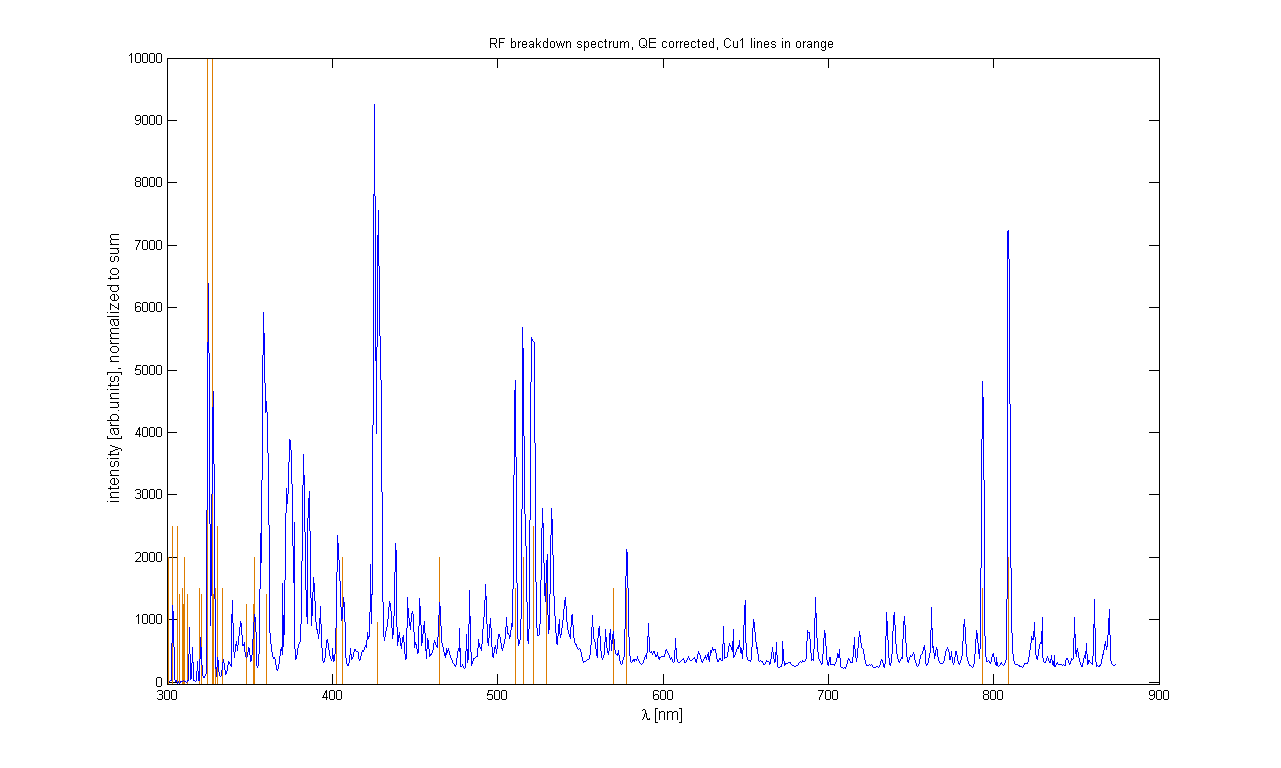 RF breakdown spectrum, QE corrected, Cu1 lines in orange
10000
9000
8000
7000
6000
5000
4000
3000
2000
1000
0
intensity [arb.units], normalized to sum
300 400 500 600 700 800 900
λ [nm]